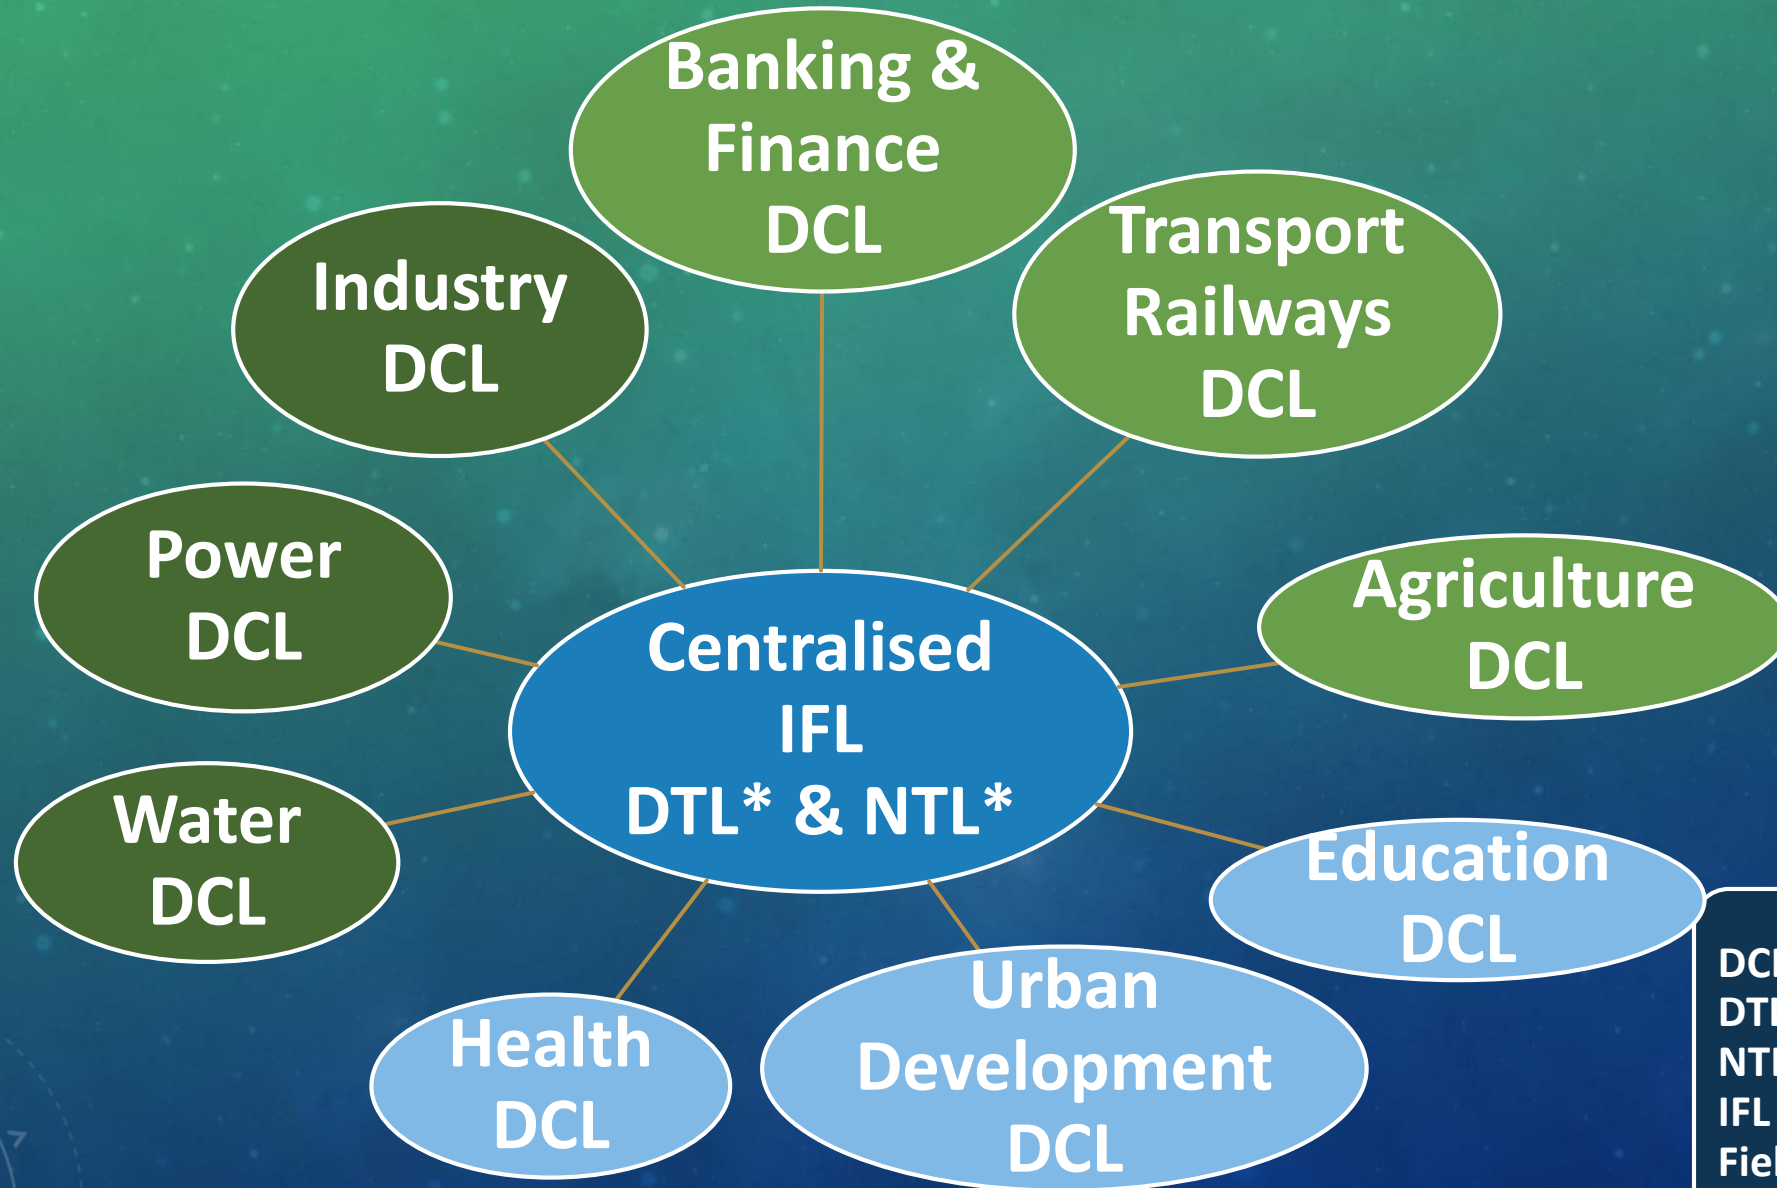 Banking &
Finance
DCL
Transport
Railways
DCL
Industry
DCL
Power
DCL
Agriculture
DCL
Centralised
IFL
DTL* & NTL*
Water
DCL
Education
DCL
Urban
Development
DCL
Health
DCL
IFL